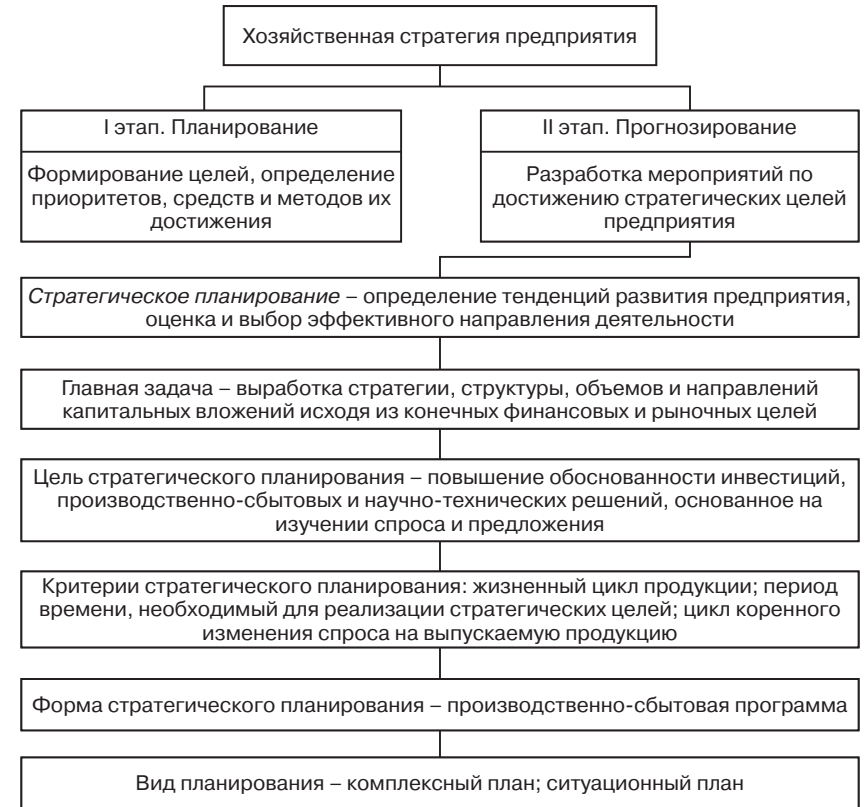 Хозяйственная стратегия предприятия
I этап. Планирование
Формирование целей, определение
приоритетов, средств и методов их
достижения
II этап. Прогнозирование
Разработка мероприятий по
достижению стратегических целей
предприятия
Стратегическое планирование – определение тенденций развития предприятия,
оценка и выбор эффективного направления деятельности
Главная задача – выработка стратегии, структуры, объемов и направлений
капитальных вложений исходя из конечных финансовых и рыночных целей
Цель стратегического планирования – повышение обоснованности инвестиций,
производственно-сбытовых и научно-технических решений, основанное на
изучении спроса и предложения
Критерии стратегического планирования: жизненный цикл продукции; период
времени, необходимый для реализации стратегических целей; цикл коренного
изменения спроса на выпускаемую продукцию
Форма стратегического планирования – производственно-сбытовая программа
Вид планирования – комплексный план; ситуационный план